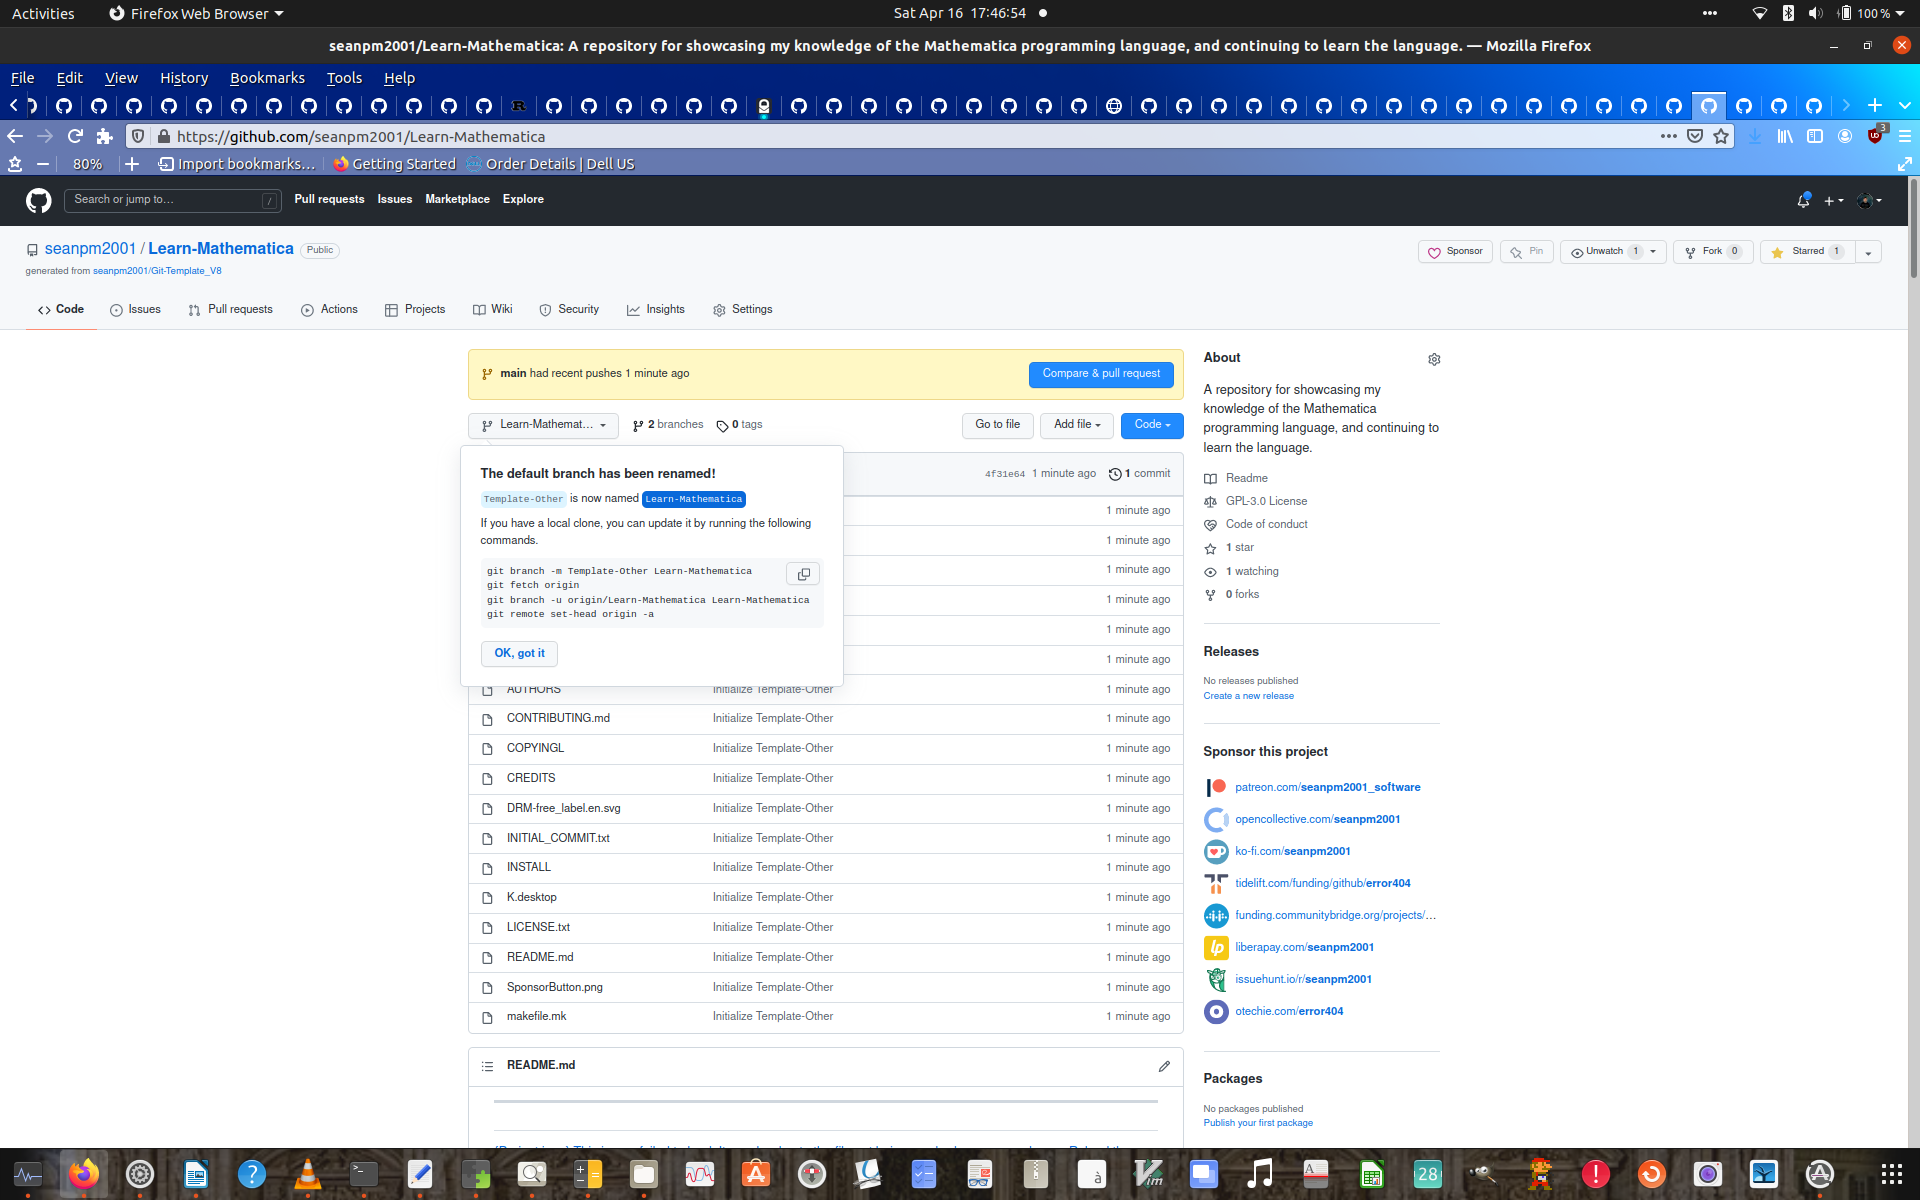 Activities
Firefox Web Browser
Sat Apr 16 17:46:54
100 %
seanpm2001/Learn-Mathematica: A repository for showcasing my knowledge of the Mathematica programming language, and continuing to learn the language. — Mozilla Firefox
File Edit View History Bookmarks Tools Help
https://github.com/seanpm2001/Learn-Mathematica
3
80%
Import bookmarks...
Getting Started
Order Details | Dell US
Search or jump to...
/
Pull requests Issues Marketplace Explore
seanpm2001 / Learn-Mathematica
Public
Sponsor
Pin
Unwatch 1
Fork 0
Starred 1
generated from seanpm2001/Git-Template_V8
Code
Issues
Pull requests
Actions
Projects
Wiki
Security
Insights
Settings
main had recent pushes 1 minute ago
Compare & pull request
Learn-Mathemat...
2 branches
0 tags
Go to file
Add file
Code
4f31e64 1 minute ago
1 commit
The default branch has been renamed!
Template-Other is now named Learn-Mathematica
If you have a local clone, you can update it by running the following
commands.
git branch -m Template-Other Learn-Mathematica
git fetch origin
git branch -u origin/Learn-Mathematica Learn-Mathematica
git remote set-head origin -a
OK, got it
1 minute ago
1 minute ago
1 minute ago
1 minute ago
1 minute ago
1 minute ago
AUTHORS Initialize Template-Other 1 minute ago
CONTRIBUTING.md Initialize Template-Other 1 minute ago
COPYINGL Initialize Template-Other 1 minute ago
CREDITS Initialize Template-Other 1 minute ago
DRM-free_label.en.svg Initialize Template-Other 1 minute ago
INITIAL_COMMIT.txt Initialize Template-Other 1 minute ago
INSTALL Initialize Template-Other 1 minute ago
K.desktop Initialize Template-Other 1 minute ago
LICENSE.txt Initialize Template-Other 1 minute ago
README.md Initialize Template-Other 1 minute ago
SponsorButton.png Initialize Template-Other 1 minute ago
makefile.mk Initialize Template-Other 1 minute ago
README.md
About
A repository for showcasing my
knowledge of the Mathematica
programming language, and continuing to
learn the language.
Readme
GPL-3.0 License
Code of conduct
1 star
1 watching
0 forks
Releases
No releases published
Create a new release
Sponsor this project
patreon.com/seanpm2001_software
opencollective.com/seanpm2001
ko-fi.com/seanpm2001
tidelift.com/funding/github/error404
funding.communitybridge.org/projects/...
lp
liberapay.com/seanpm2001
issuehunt.io/r/seanpm2001
otechie.com/error404
Packages
No packages published
Publish your first package
28